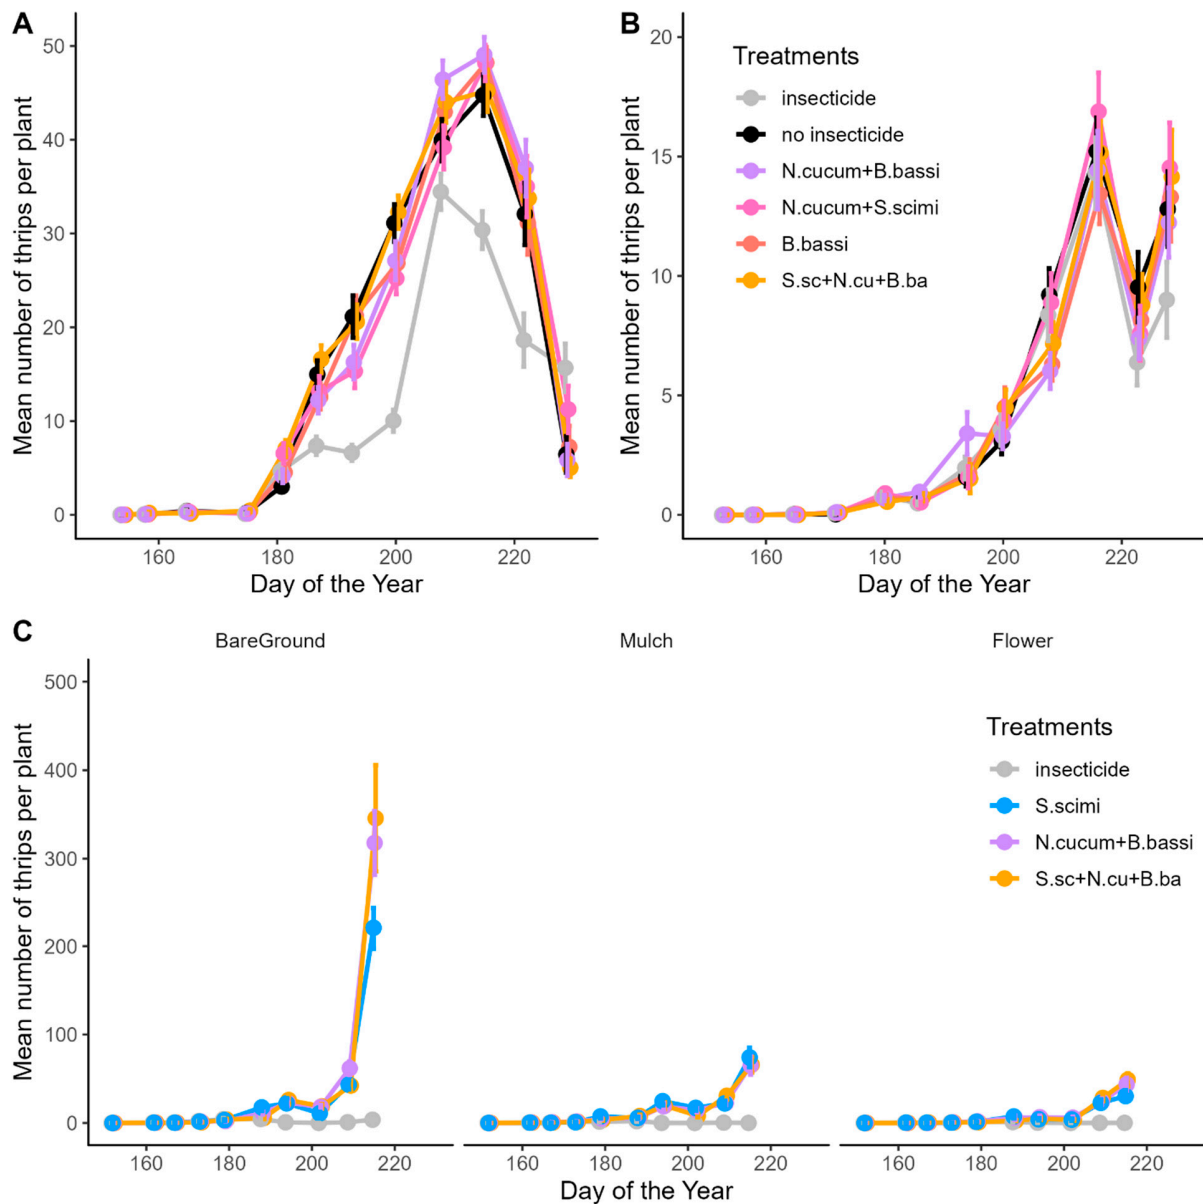 A
B
Mean number of thrips per plant
50
40
30
20
10
0
160
180
200
220
Day of the Year
Mean number of thrips per plant
20
15
10
5
0
160
180
200
220
Day of the Year
Treatments
insecticide
no insecticide
N.cucum+B.bassi
N.cucum+S.scimi
B.bassi
S.sc+N.cu+B.ba
C
BareGround
Mulch
Flower
Mean number of thrips per plant
500
400
300
200
100
0
160
180
200
220
160
180
200
220
160
180
200
220
Day of the Year
Treatments
insecticide
S.scimi
N.cucum+B.bassi
S.sc+N.cu+B.ba